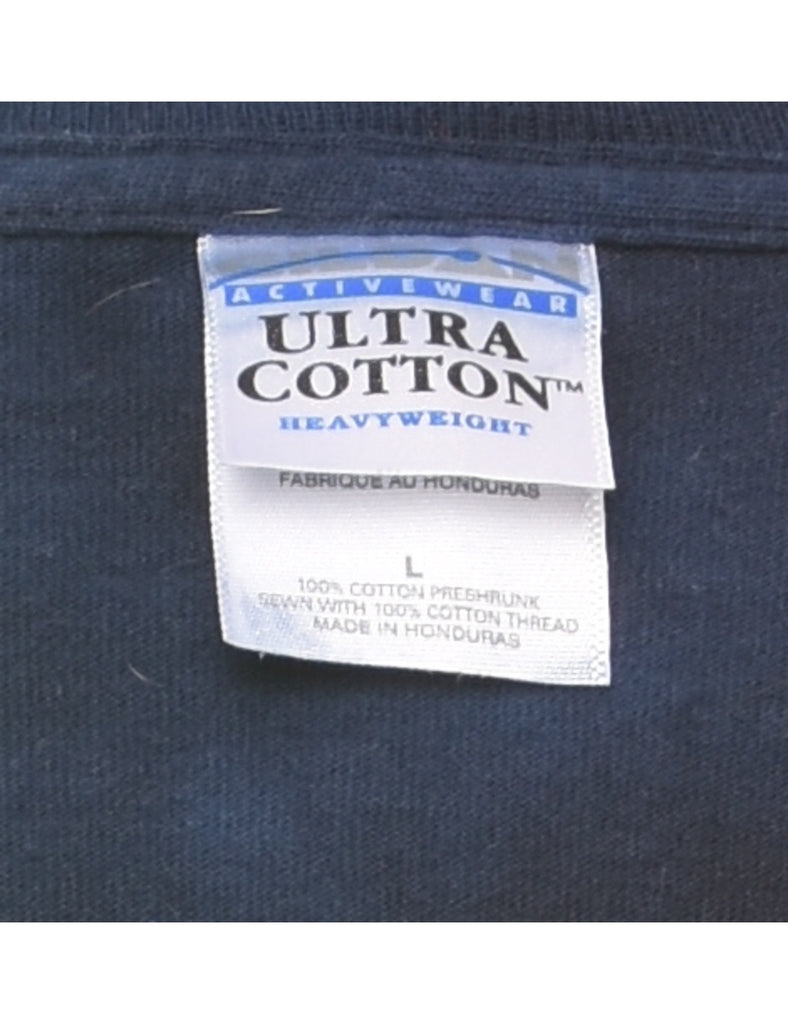 ACTIVEWEAR
ULTRA
COTTON™
HEAVYWEIGHT
FABRIQUE AU HONDURAS
L
100% COTTON PRESHRUNK
SEWN WITH 100% COTTON THREAD
MADE IN HONDURAS